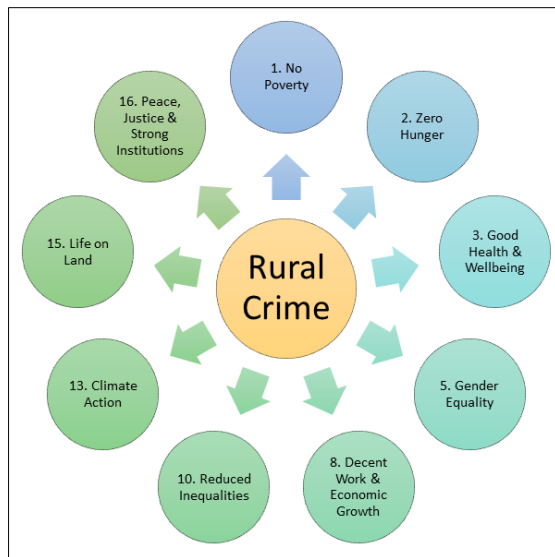 Rural
Crime
1. No
Poverty
2. Zero
Hunger
3. Good
Health &
Wellbeing
5. Gender
Equality
8. Decent
Work &
Economic
Growth
10. Reduced
Inequalities
13. Climate
Action
15. Life on
Land
16. Peace,
Justice &
Strong
Institutions